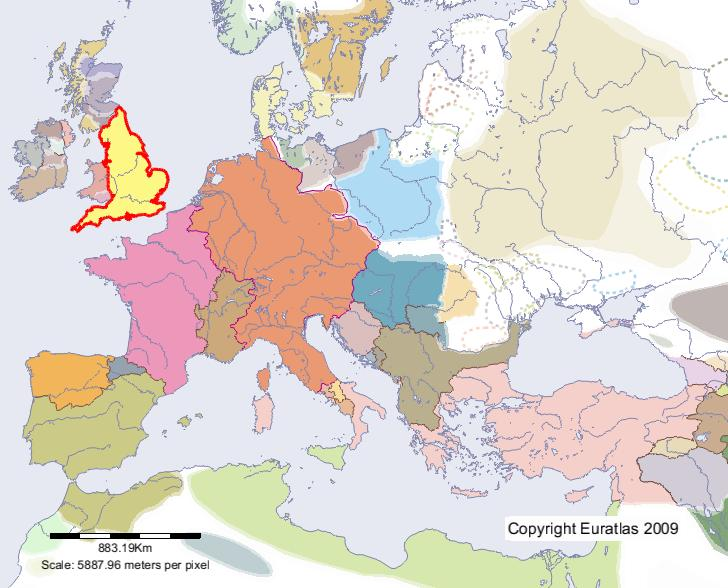 Copyright Euratlas 2009
883.19Km
Scale: 5887.96 meters per pixel